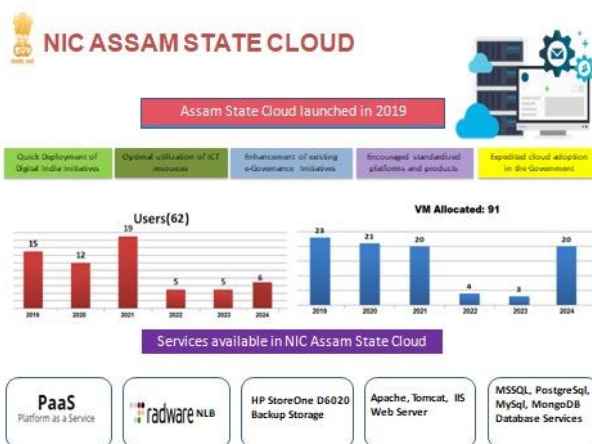 NIC ASSAM STATE CLOUD
Assam State Cloud launched in 2019
Quick Deployment of
Digital India Initiatives
Optimal utilization of ICT
resources
Enhancement of existing
e-Governance Initiatives
Encouraged standardized
platforms and products
Expedited cloud adoption
in the Government
Users(62)
15
12
19
5
5
6
2019
2020
2021
2022
2023
2024
VM Allocated: 91
23
21
20
4
3
20
2019
2020
2021
2022
2023
2024
Services available in NIC Assam State Cloud
PaaS
Platform as a Service
radware NLB
HP StoreOne D6020
Backup Storage
Apache, Tomcat, IIS
Web Server
MSSQL, PostgreSql,
MySql, MongoDB
Database Services